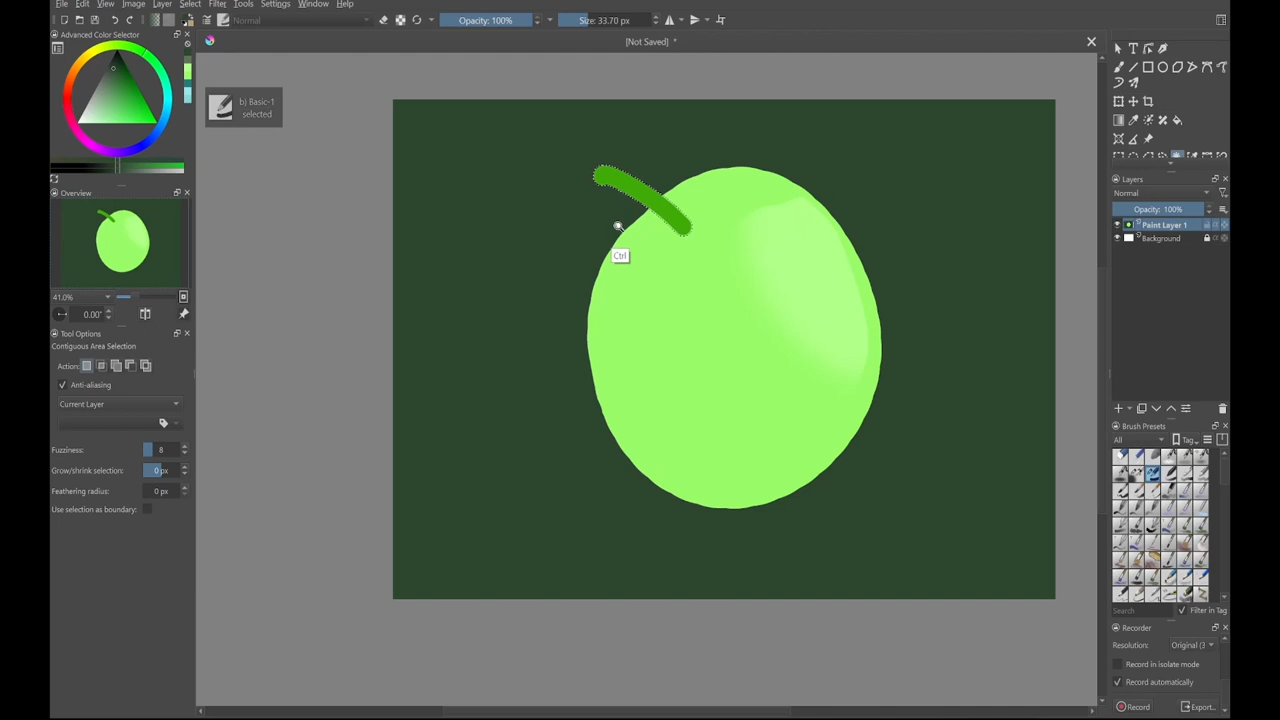 File Edit View Image Layer Select Filter Tools Settings Window Help
Normal Opacity: 100% Size: 33.70 px
Advanced Color Selector
[Not Saved] *
b) Basic-1
selected
Ctrl
Overview
41.0%
0.00°
Tool Options
Contiguous Area Selection
Action:
Anti-aliasing
Current Layer
Fuzziness: 8
Grow/shrink selection: 0 px
Feathering radius: 0 px
Use selection as boundary:
Layers
Normal
Opacity: 100%
Paint Layer 1
Background
Brush Presets
All Tag
Search Filter in Tag
Recorder
Resolution: Original (3
Record in isolate mode
Record automatically
Record Export...